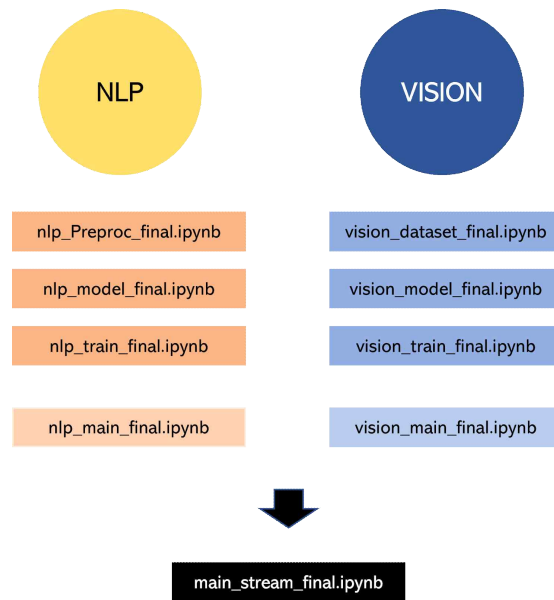 NLP
VISION
nlp_Preproc_final.ipynb
vision_dataset_final.ipynb
nlp_model_final.ipynb
vision_model_final.ipynb
nlp_train_final.ipynb
vision_train_final.ipynb
nlp_main_final.ipynb
vision_main_final.ipynb
main_stream_final.ipynb